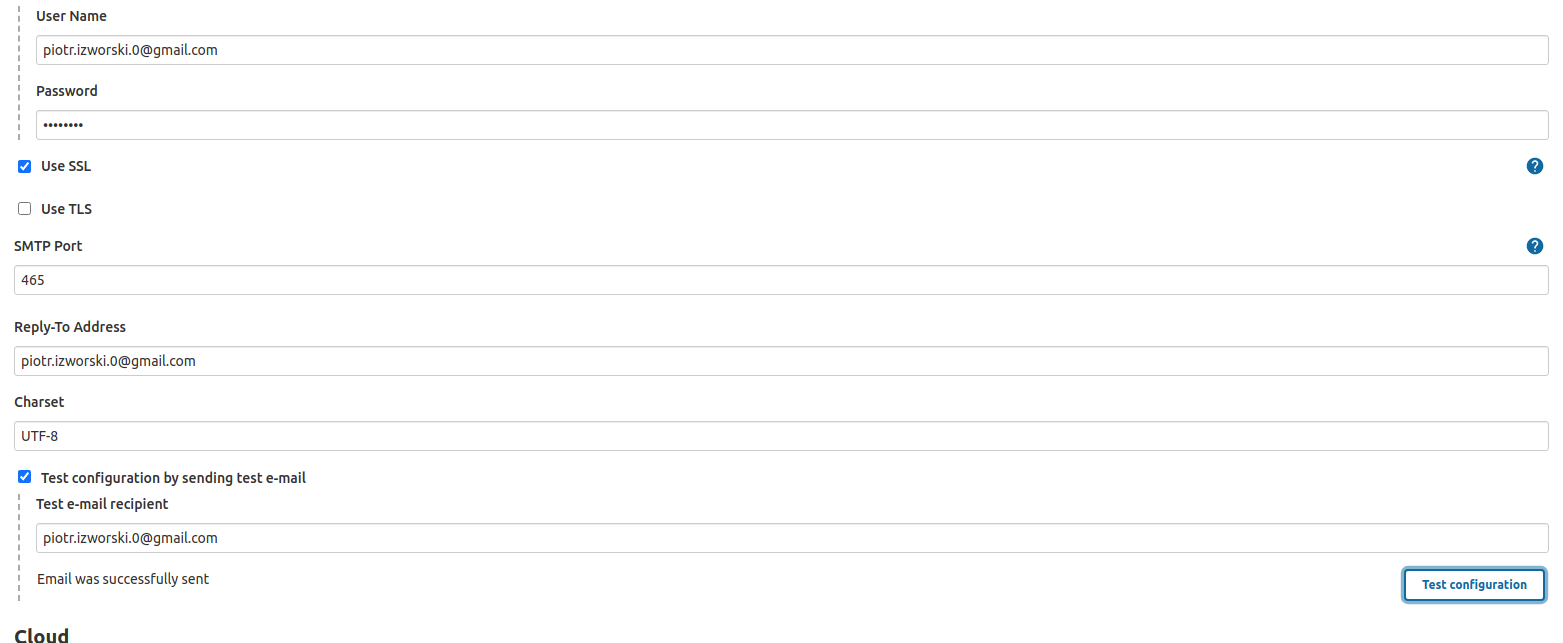 User Name
piotr.izworski.0@gmail.com
Password
••••••••
Use SSL
?
Use TLS
SMTP Port
?
465
Reply-To Address
piotr.izworski.0@gmail.com
Charset
UTF-8
Test configuration by sending test e-mail
Test e-mail recipient
piotr.izworski.0@gmail.com
Email was successfully sent
Test configuration
Cloud